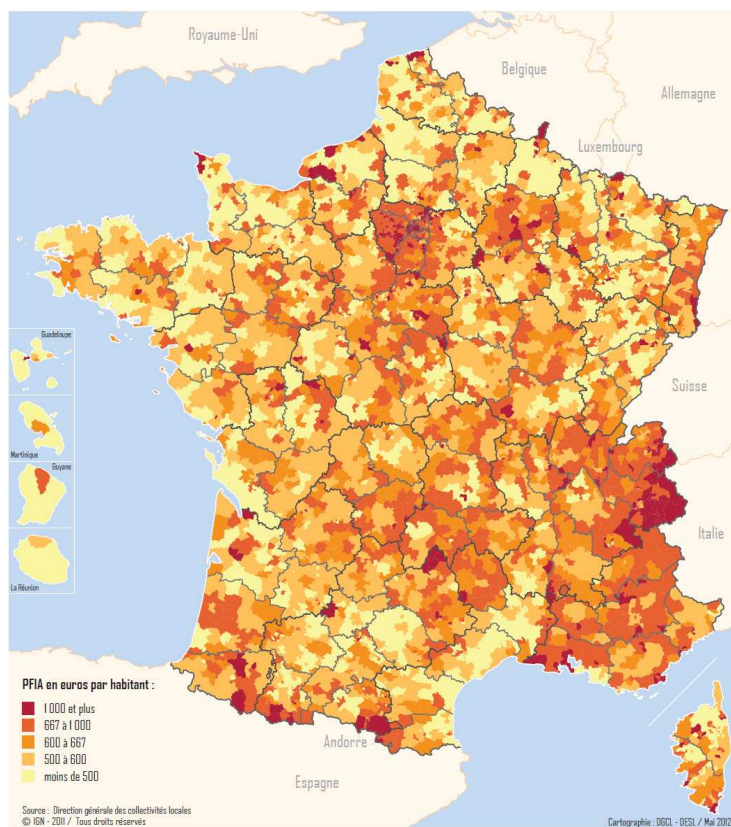 Royaume-Uni
Belgique
Allemagne
Luxembourg
Guadeloupe
Suisse
Martinique
Guyane
Italie
La Réunion
PFIA en euros par habitant :
1 000 et plus
667 à 1 000
600 à 667
500 à 600
moins de 500
Andorre
Espagne
Source : Direction générale des collectivités locales
© IGN - 2011 / Tous droits réservés
Cartographie : DGCL - DESL / Mai 2012